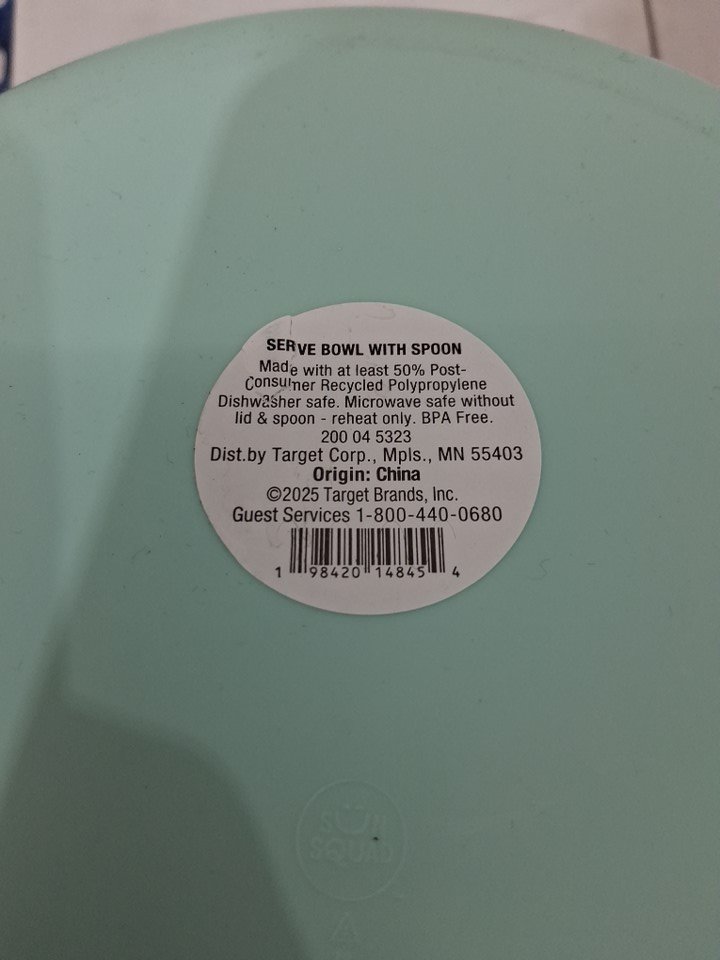 SERVE BOWL WITH SPOON
Made with at least 50% Post-
Consumer Recycled Polypropylene
Dishwasher safe. Microwave safe without
lid & spoon - reheat only. BPA Free.
200 04 5323
Dist.by Target Corp., Mpls., MN 55403
Origin: China
©2025 Target Brands, Inc.
Guest Services 1-800-440-0680
1 98420 14845 4
SUN
SQUAD